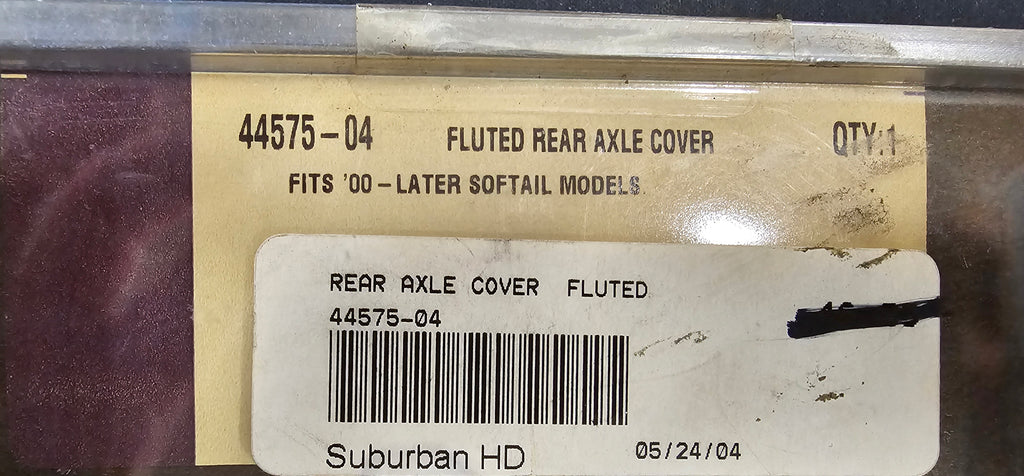 44575-04 FLUTED REAR AXLE COVER QTY:1
FITS '00-LATER SOFTAIL MODELS
REAR AXLE COVER FLUTED
44575-04
Suburban HD 05/24/04